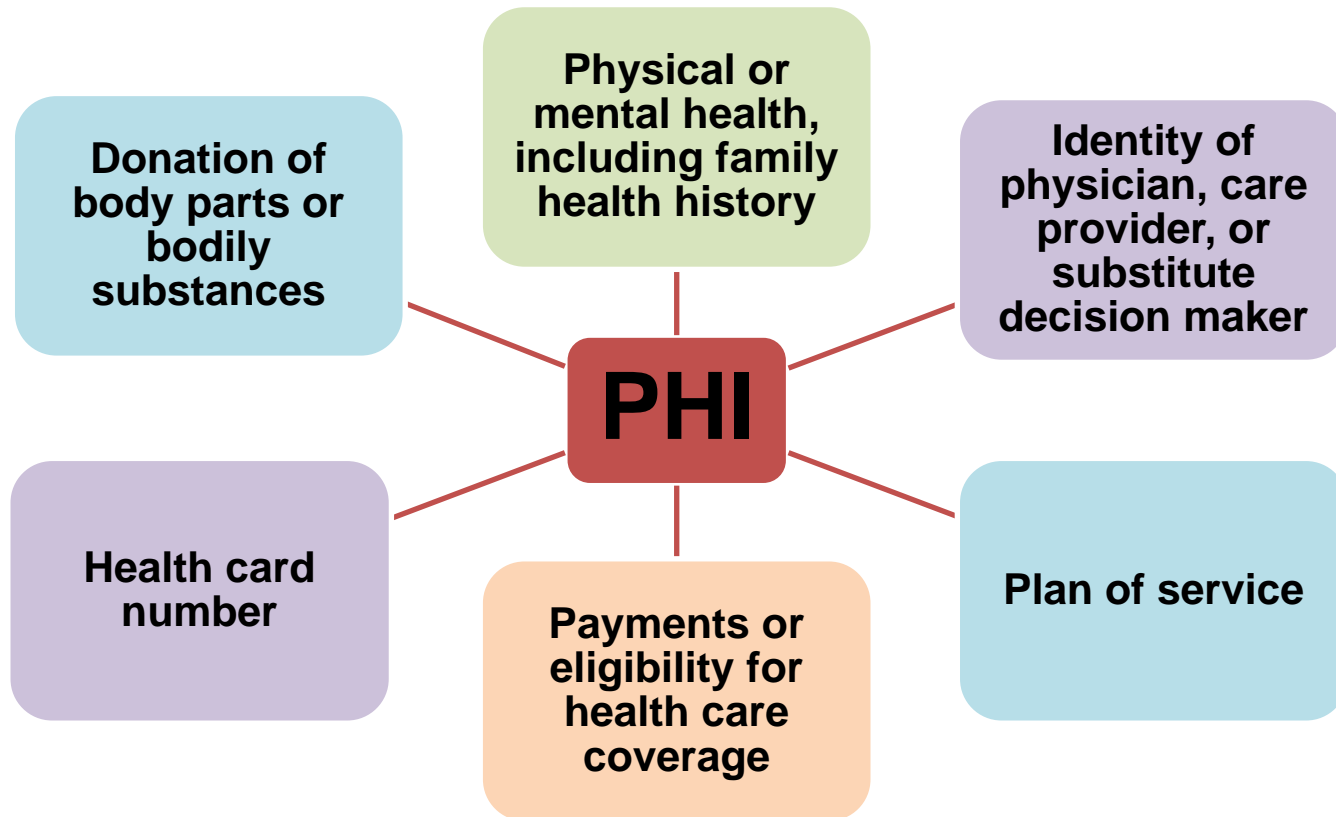 Physical or
mental health,
including family
health history
Donation of
body parts or
bodily
substances
Identity of
physician, care
provider, or
substitute
decision maker
PHI
Health card
number
Plan of service
Payments or
eligibility for
health care
coverage